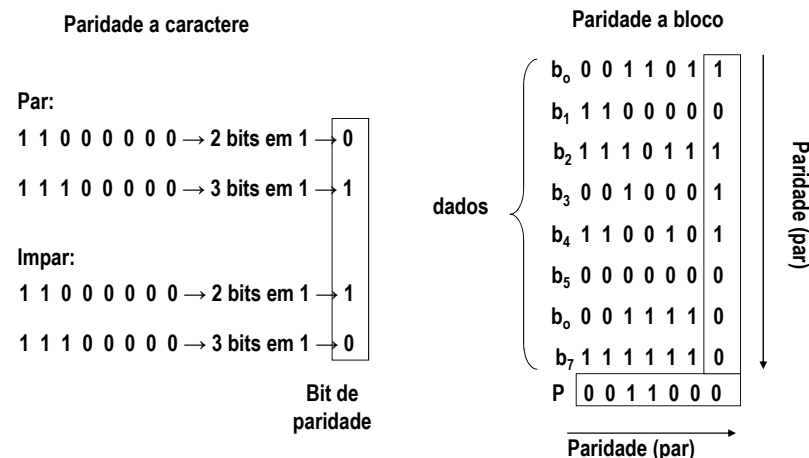 Paridade a caractere
Par:
1 1 0 0 0 0 0 0 → 2 bits em 1 → 0
1 1 1 0 0 0 0 0 → 3 bits em 1 → 1
Impar:
1 1 0 0 0 0 0 0 → 2 bits em 1 → 1
1 1 1 0 0 0 0 0 → 3 bits em 1 → 0
Bit de
paridade
Paridade a bloco
dados
b₀ 0 0 1 1 0 1 1
b₁ 1 1 0 0 0 0 0
b₂ 1 1 1 0 1 1 1
b₃ 0 0 1 0 0 0 1
b₄ 1 1 0 0 1 0 1
b₅ 0 0 0 0 0 0 0
b₀ 0 0 1 1 1 1 0
b₇ 1 1 1 1 1 1 0
P 0 0 1 1 0 0 0
Paridade (par)
Paridade (par)